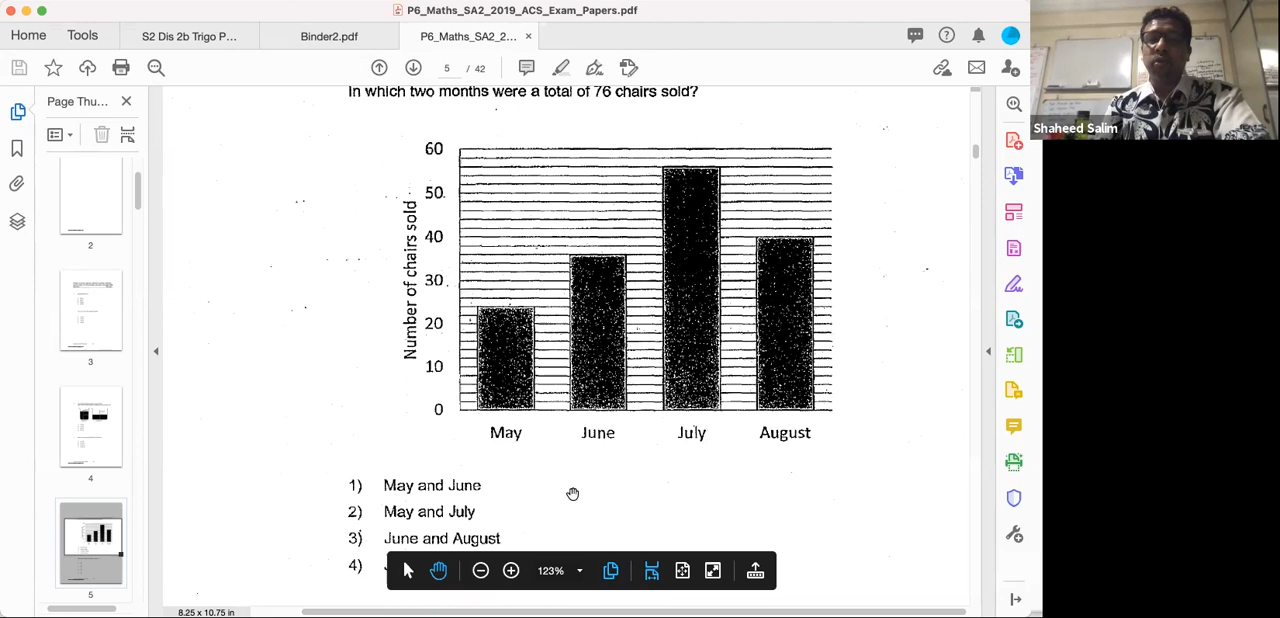 P6_Maths_SA2_2019_ACS_Exam_Papers.pdf
Home
Tools
S2 Dis 2b Trigo P...
Binder2.pdf
P6_Maths_SA2_2...
5 / 42
Page Thu...
In which two months were a total of 76 chairs sold?
Shaheed Salim
Number of chairs sold
60
50
40
30
20
10
0
May
June
July
August
2
3
4
5
1) May and June
2) May and July
3) June and August
4)
123%
8.25 x 10.75 in